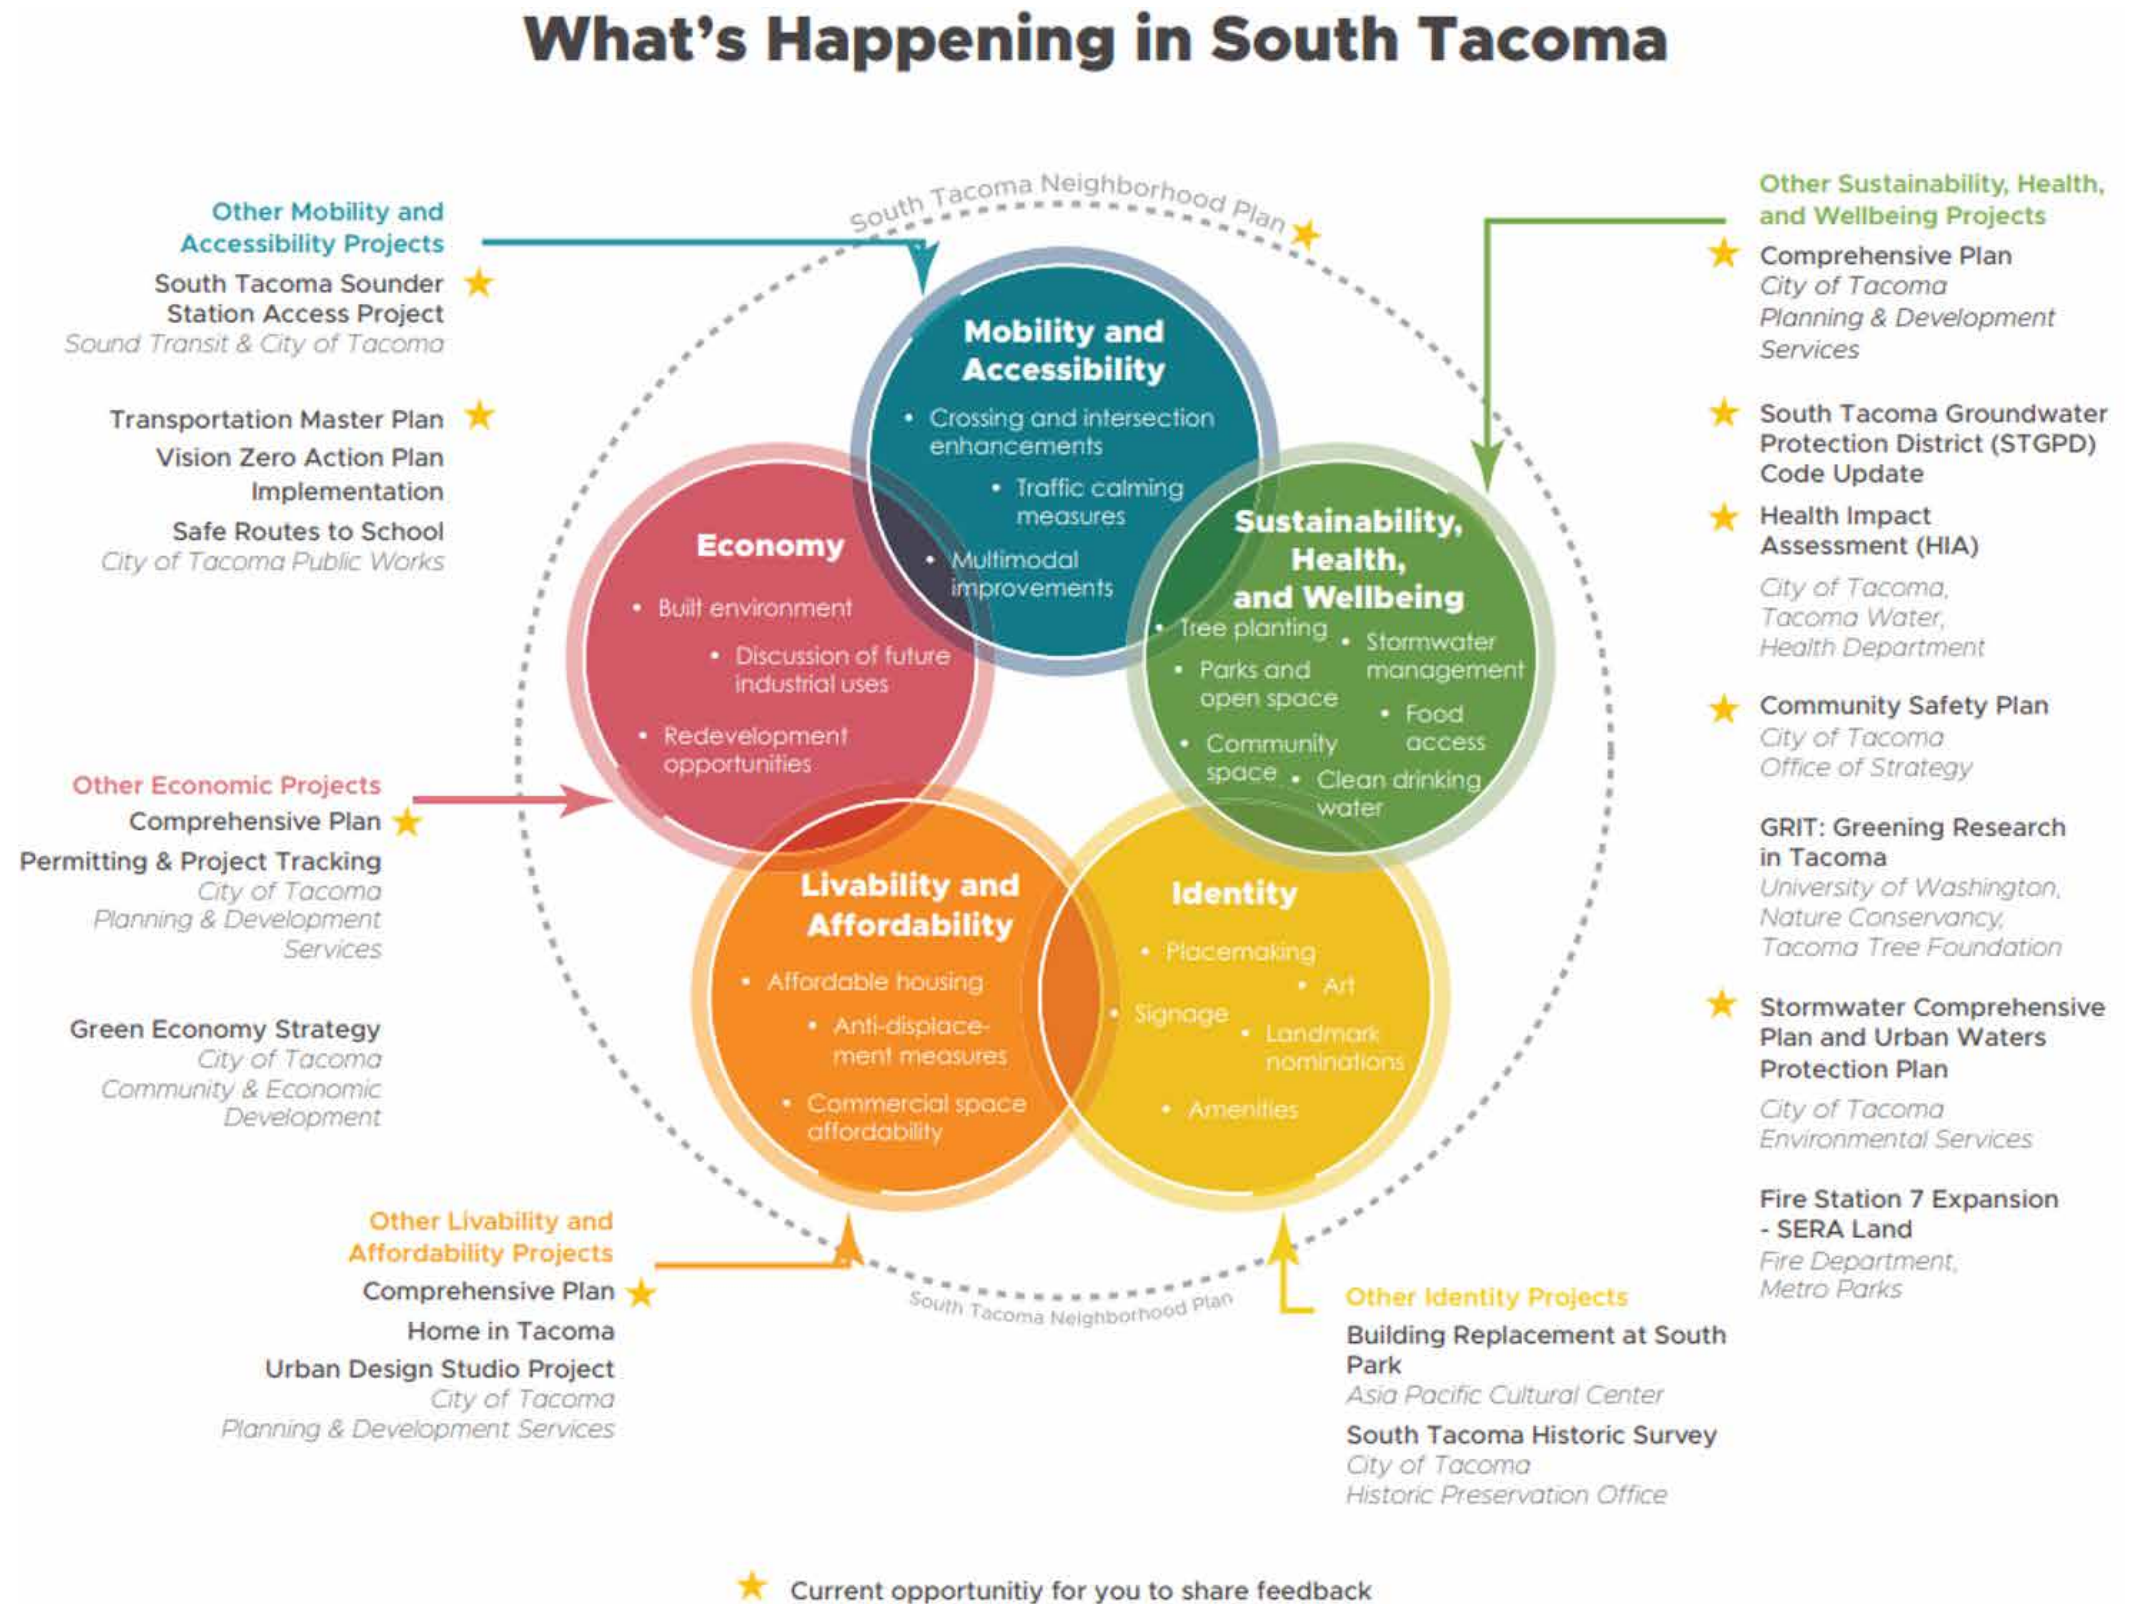 What's Happening in South Tacoma
South Tacoma Neighborhood Plan
Other Mobility and
Accessibility Projects
South Tacoma Sounder
Station Access Project
Sound Transit & City of Tacoma
Transportation Master Plan
Vision Zero Action Plan
Implementation
Safe Routes to School
City of Tacoma Public Works
Mobility and
Accessibility
• Crossing and intersection
enhancements
• Traffic calming
measures
• Multimodal
improvements
Economy
• Built environment
• Discussion of future
industrial uses
• Redevelopment
opportunities
Sustainability,
Health,
and Wellbeing
• Tree planting
• Stormwater
management
• Parks and
open space
• Food
access
• Community
space
• Clean drinking
water
Livability and
Affordability
• Affordable housing
• Anti-displace-
ment measures
• Commercial space
affordability
Identity
• Placemaking
• Art
• Signage
• Landmark
nominations
• Amenities
Other Economic Projects
Comprehensive Plan
Permitting & Project Tracking
City of Tacoma
Planning & Development
Services
Green Economy Strategy
City of Tacoma
Community & Economic
Development
Other Livability and
Affordability Projects
Comprehensive Plan
Home in Tacoma
Urban Design Studio Project
City of Tacoma
Planning & Development Services
South Tacoma Neighborhood Plan
Other Identity Projects
Building Replacement at South
Park
Asia Pacific Cultural Center
South Tacoma Historic Survey
City of Tacoma
Historic Preservation Office
Other Sustainability, Health,
and Wellbeing Projects
Comprehensive Plan
City of Tacoma
Planning & Development
Services
South Tacoma Groundwater
Protection District (STGPD)
Code Update
Health Impact
Assessment (HIA)
City of Tacoma,
Tacoma Water,
Health Department
Community Safety Plan
City of Tacoma
Office of Strategy
GRIT: Greening Research
in Tacoma
University of Washington,
Nature Conservancy,
Tacoma Tree Foundation
Stormwater Comprehensive
Plan and Urban Waters
Protection Plan
City of Tacoma
Environmental Services
Fire Station 7 Expansion
- SERA Land
Fire Department,
Metro Parks
Current opportunitiy for you to share feedback